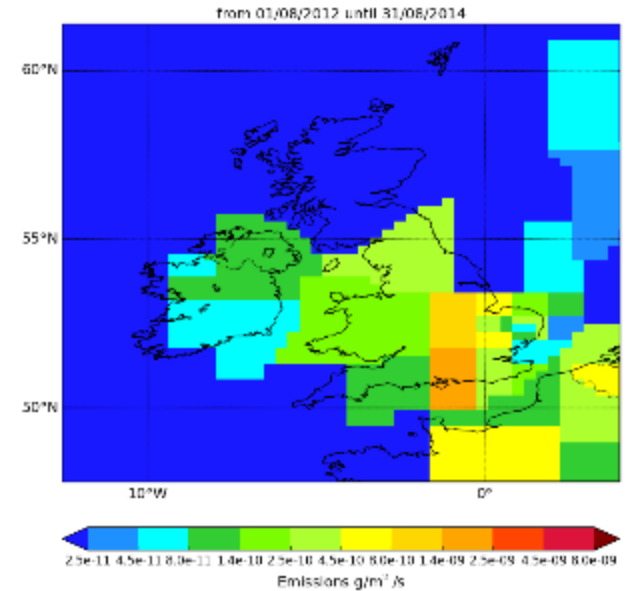 from 01/08/2012 until 31/08/2014
60°N
55°N
50°N
10°W 0°
2.5e-11 4.5e-11 8.0e-11 1.4e-10 2.5e-10 4.5e-10 8.0e-10 1.4e-09 2.5e-09 4.5e-09 8.0e-09
Emissions g/m²/s